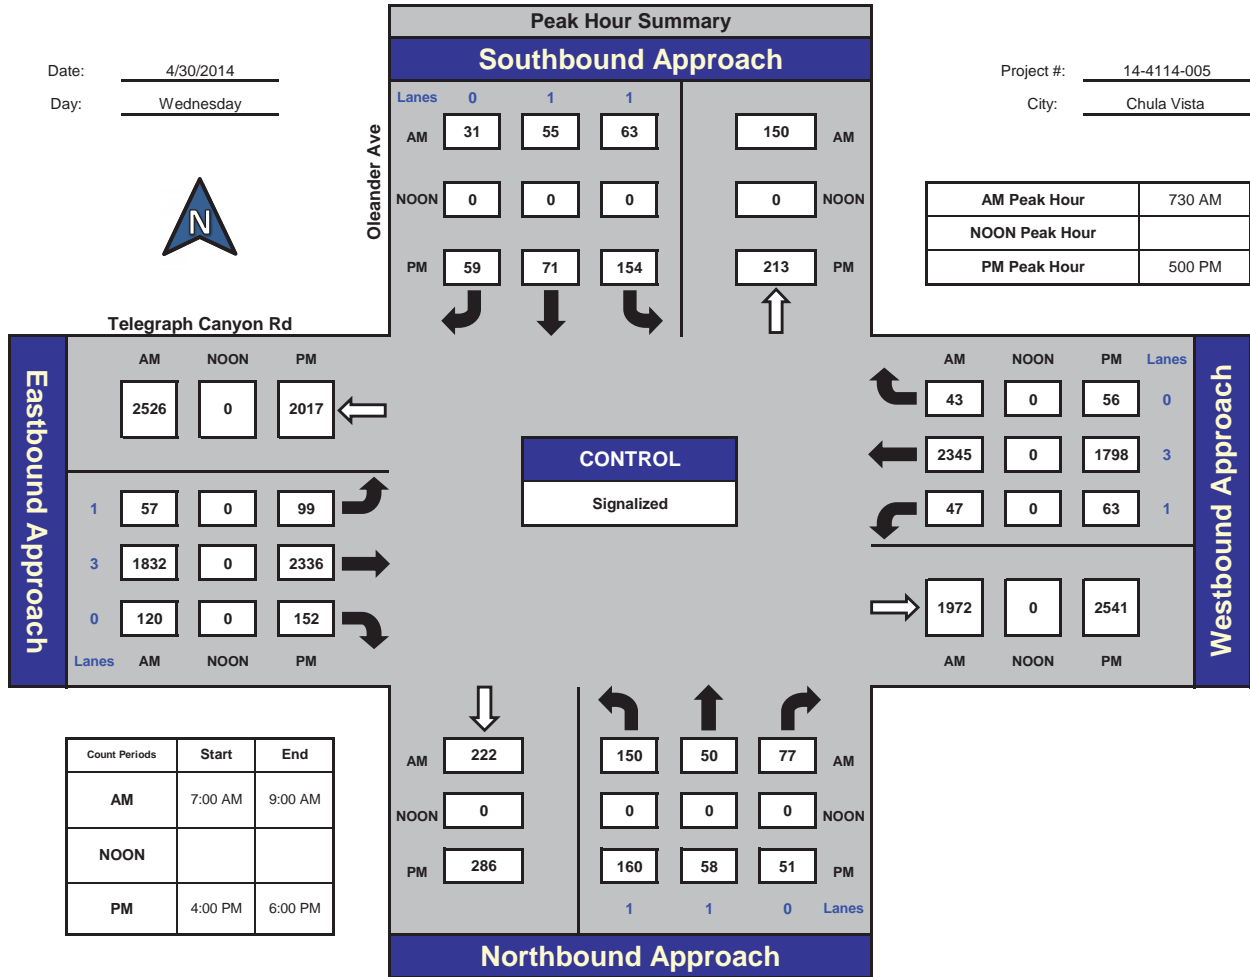 Peak Hour Summary
Southbound Approach
Date: 4/30/2014
Day: Wednesday
Project #: 14-4114-005
City: Chula Vista
N
Oleander Ave
Lanes 0 1 1
AM 31 55 63 150 AM
NOON 0 0 0 0 NOON
PM 59 71 154 213 PM
AM Peak Hour 730 AM
NOON Peak Hour
PM Peak Hour 500 PM
Telegraph Canyon Rd
Eastbound Approach
AM NOON PM
2526 0 2017
1 57 0 99
3 1832 0 2336
0 120 0 152
Lanes AM NOON PM
CONTROL
Signalized
AM NOON PM Lanes
43 0 56 0
2345 0 1798 3
47 0 63 1
1972 0 2541
AM NOON PM
Westbound Approach
Count Periods Start End
AM 7:00 AM 9:00 AM
NOON
PM 4:00 PM 6:00 PM
AM 222 150 50 77 AM
NOON 0 0 0 0 NOON
PM 286 160 58 51 PM
1 1 0 Lanes
Northbound Approach